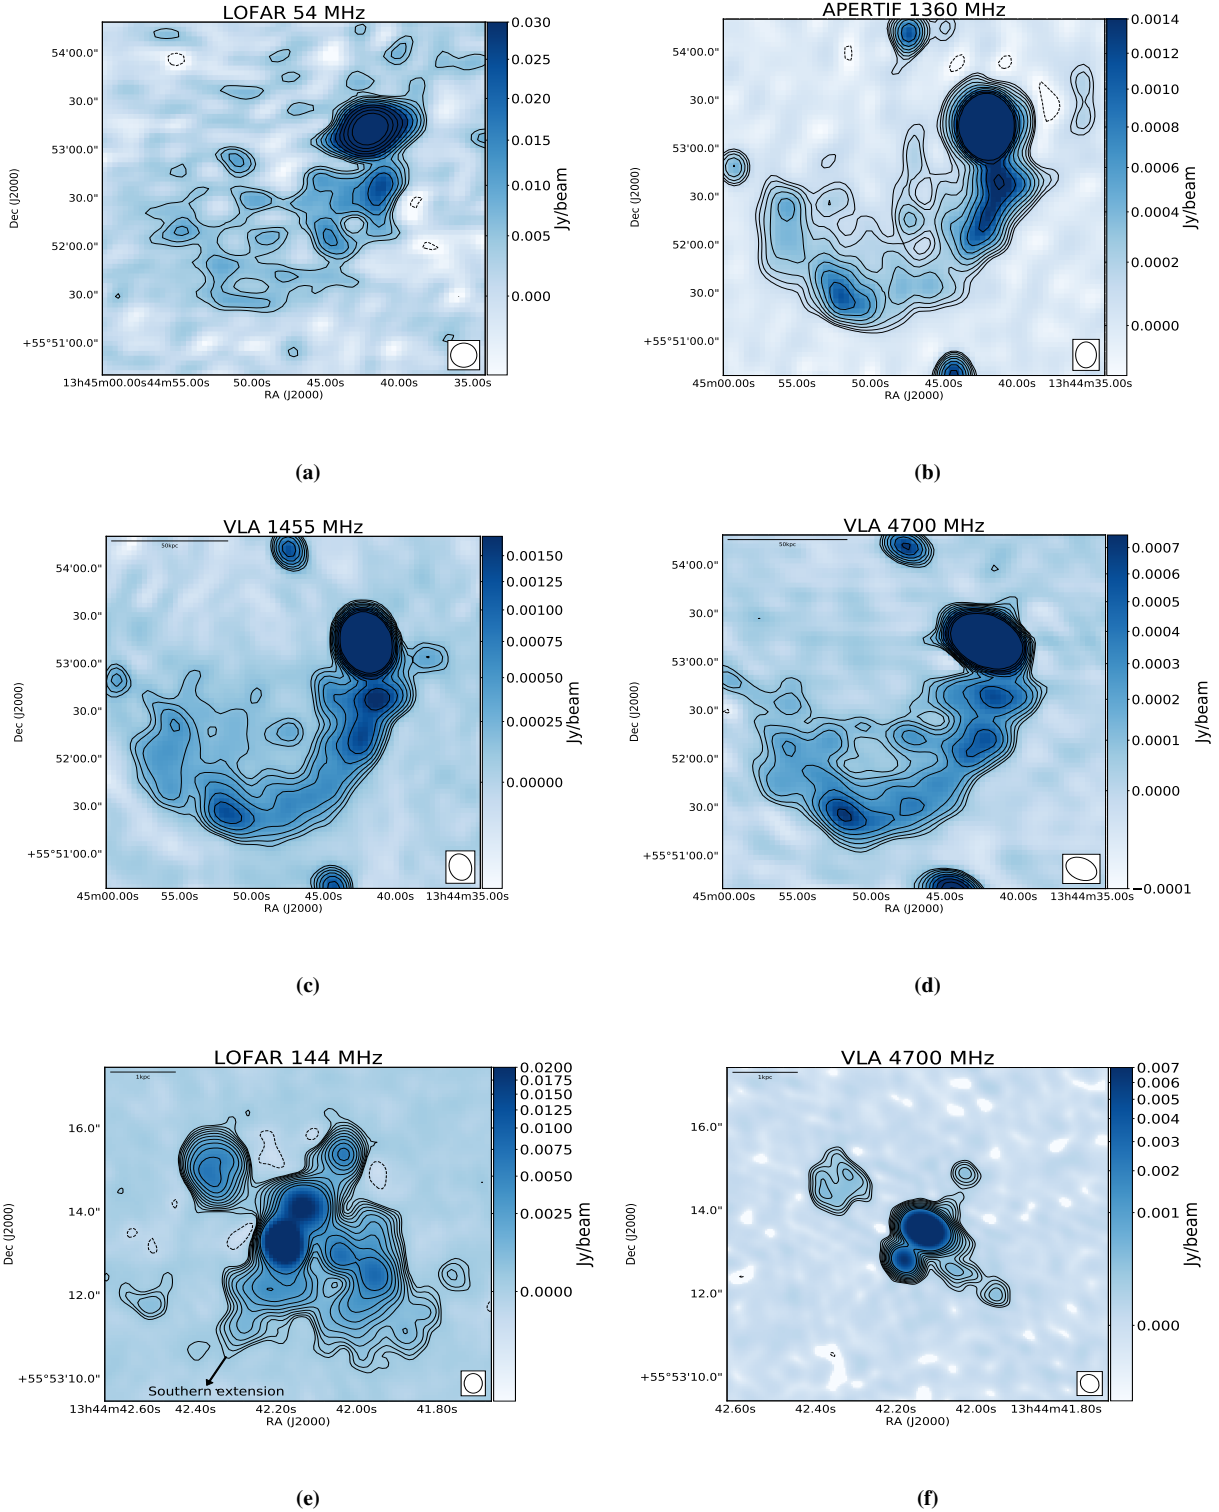 LOFAR 54 MHz
54'00.0"
30.0"
53'00.0"
30.0"
52'00.0"
30.0"
+55°51'00.0"
Dec (J2000)
13h45m00.00s44m55.00s 50.00s 45.00s 40.00s 35.00s
RA (J2000)
0.030
0.025
0.020
0.015
0.010
0.005
0.000
Jy/beam
(a)
APERTIF 1360 MHz
54'00.0"
30.0"
53'00.0"
30.0"
52'00.0"
30.0"
+55°51'00.0"
Dec (J2000)
45m00.00s 55.00s 50.00s 45.00s 40.00s 13h44m35.00s
RA (J2000)
0.0014
0.0012
0.0010
0.0008
0.0006
0.0004
0.0002
0.0000
Jy/beam
(b)
VLA 1455 MHz
50kpc
54'00.0"
30.0"
53'00.0"
30.0"
52'00.0"
30.0"
+55°51'00.0"
Dec (J2000)
45m00.00s 55.00s 50.00s 45.00s 40.00s 13h44m35.00s
RA (J2000)
0.00150
0.00125
0.00100
0.00075
0.00050
0.00025
0.00000
Jy/beam
(c)
VLA 4700 MHz
50kpc
54'00.0"
30.0"
53'00.0"
30.0"
52'00.0"
30.0"
+55°51'00.0"
Dec (J2000)
45m00.00s 55.00s 50.00s 45.00s 40.00s 13h44m35.00s
RA (J2000)
0.0007
0.0006
0.0005
0.0004
0.0003
0.0002
0.0001
0.0000
−0.0001
Jy/beam
(d)
LOFAR 144 MHz
1kpc
16.0"
14.0"
12.0"
+55°53'10.0"
Dec (J2000)
Southern extension
13h44m42.60s 42.40s 42.20s 42.00s 41.80s
RA (J2000)
0.0200
0.0175
0.0150
0.0125
0.0100
0.0075
0.0050
0.0025
0.0000
Jy/beam
(e)
VLA 4700 MHz
1kpc
16.0"
14.0"
12.0"
+55°53'10.0"
Dec (J2000)
42.60s 42.40s 42.20s 42.00s 13h44m41.80s
RA (J2000)
0.007
0.006
0.005
0.004
0.003
0.002
0.001
0.000
Jy/beam
(f)